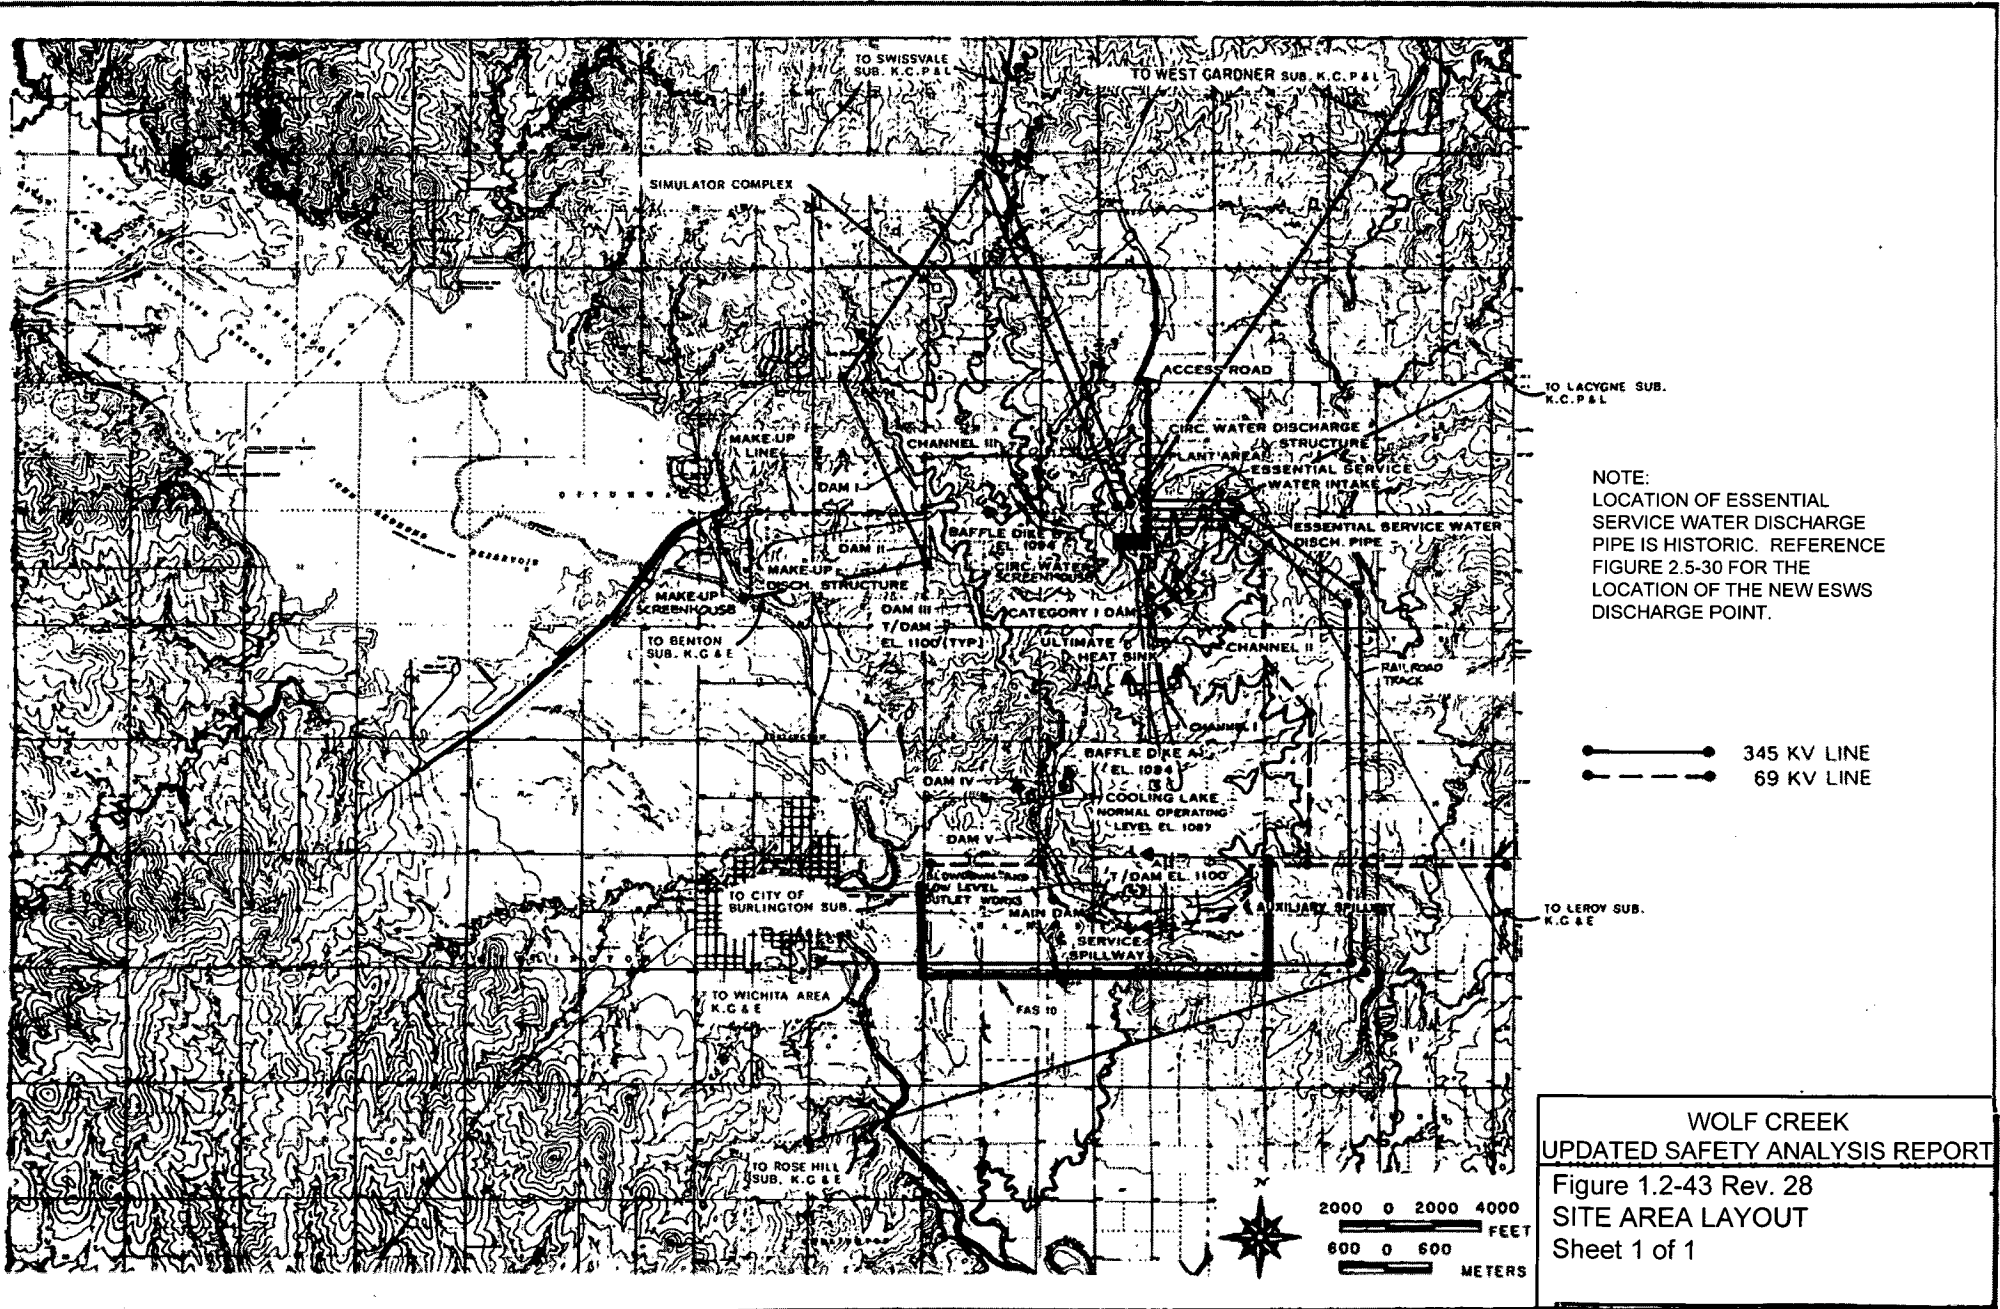 TO SWISSVALE
SUB. K.C.P & L
TO WEST GARDNER SUB. K.C.P & L
SIMULATOR COMPLEX
ACCESS ROAD
TO LACYGNE SUB.
K.C.P & L
CIRC. WATER DISCHARGE
STRUCTURE
PLANT AREA
ESSENTIAL SERVICE
WATER INTAKE
MAKE-UP
LINE
CHANNEL III
DAM I
ESSENTIAL SERVICE WATER
DISCH. PIPE
BAFFLE DIKE B
EL. 1094
DAM II
MAKE-UP
DISCH. STRUCTURE
CIRC. WATER
SCREENHOUSE
MAKE-UP
SCREENHOUSE
DAM III
T/DAM
EL. 1100 (TYP)
CATEGORY I DAM
TO BENTON
SUB. K.G & E
ULTIMATE
HEAT SINK
CHANNEL II
RAILROAD
TRACK
CHANNEL I
BAFFLE DIKE A
EL. 1094
DAM IV
COOLING LAKE
NORMAL OPERATING
LEVEL EL. 1087
DAM V
T/DAM EL. 1100
BLOWDOWN AND
LOW LEVEL
OUTLET WORKS
TO CITY OF
BURLINGTON SUB.
MAIN DAM
AUXILIARY SPILLWAY
SERVICE
SPILLWAY
TO LEROY SUB.
K.G & E
TO WICHITA AREA
K.G & E
FAS 10
TO ROSE HILL
SUB. K.G & E
JOHN
REDMOND
RESERVOIR
OTTUMWA
NOTE:
LOCATION OF ESSENTIAL
SERVICE WATER DISCHARGE
PIPE IS HISTORIC. REFERENCE
FIGURE 2.5-30 FOR THE
LOCATION OF THE NEW ESWS
DISCHARGE POINT.
345 KV LINE
69 KV LINE
N
2000 0 2000 4000
FEET
600 0 600
METERS
WOLF CREEK
UPDATED SAFETY ANALYSIS REPORT
Figure 1.2-43 Rev. 28
SITE AREA LAYOUT
Sheet 1 of 1